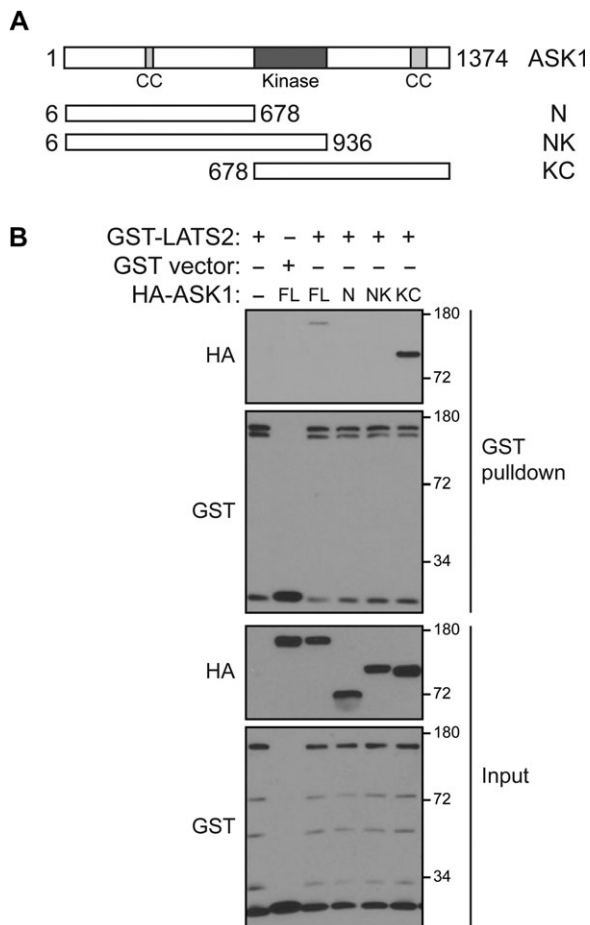 A
1 1374 ASK1
CC Kinase CC
6 678 N
6 936 NK
678 KC
B
GST-LATS2: + – + + + +
GST vector: – + – – – –
HA-ASK1: – FL FL N NK KC
180
HA
72
180
GST
pulldown
72
GST
34
180
HA
72
180
Input
72
GST
34